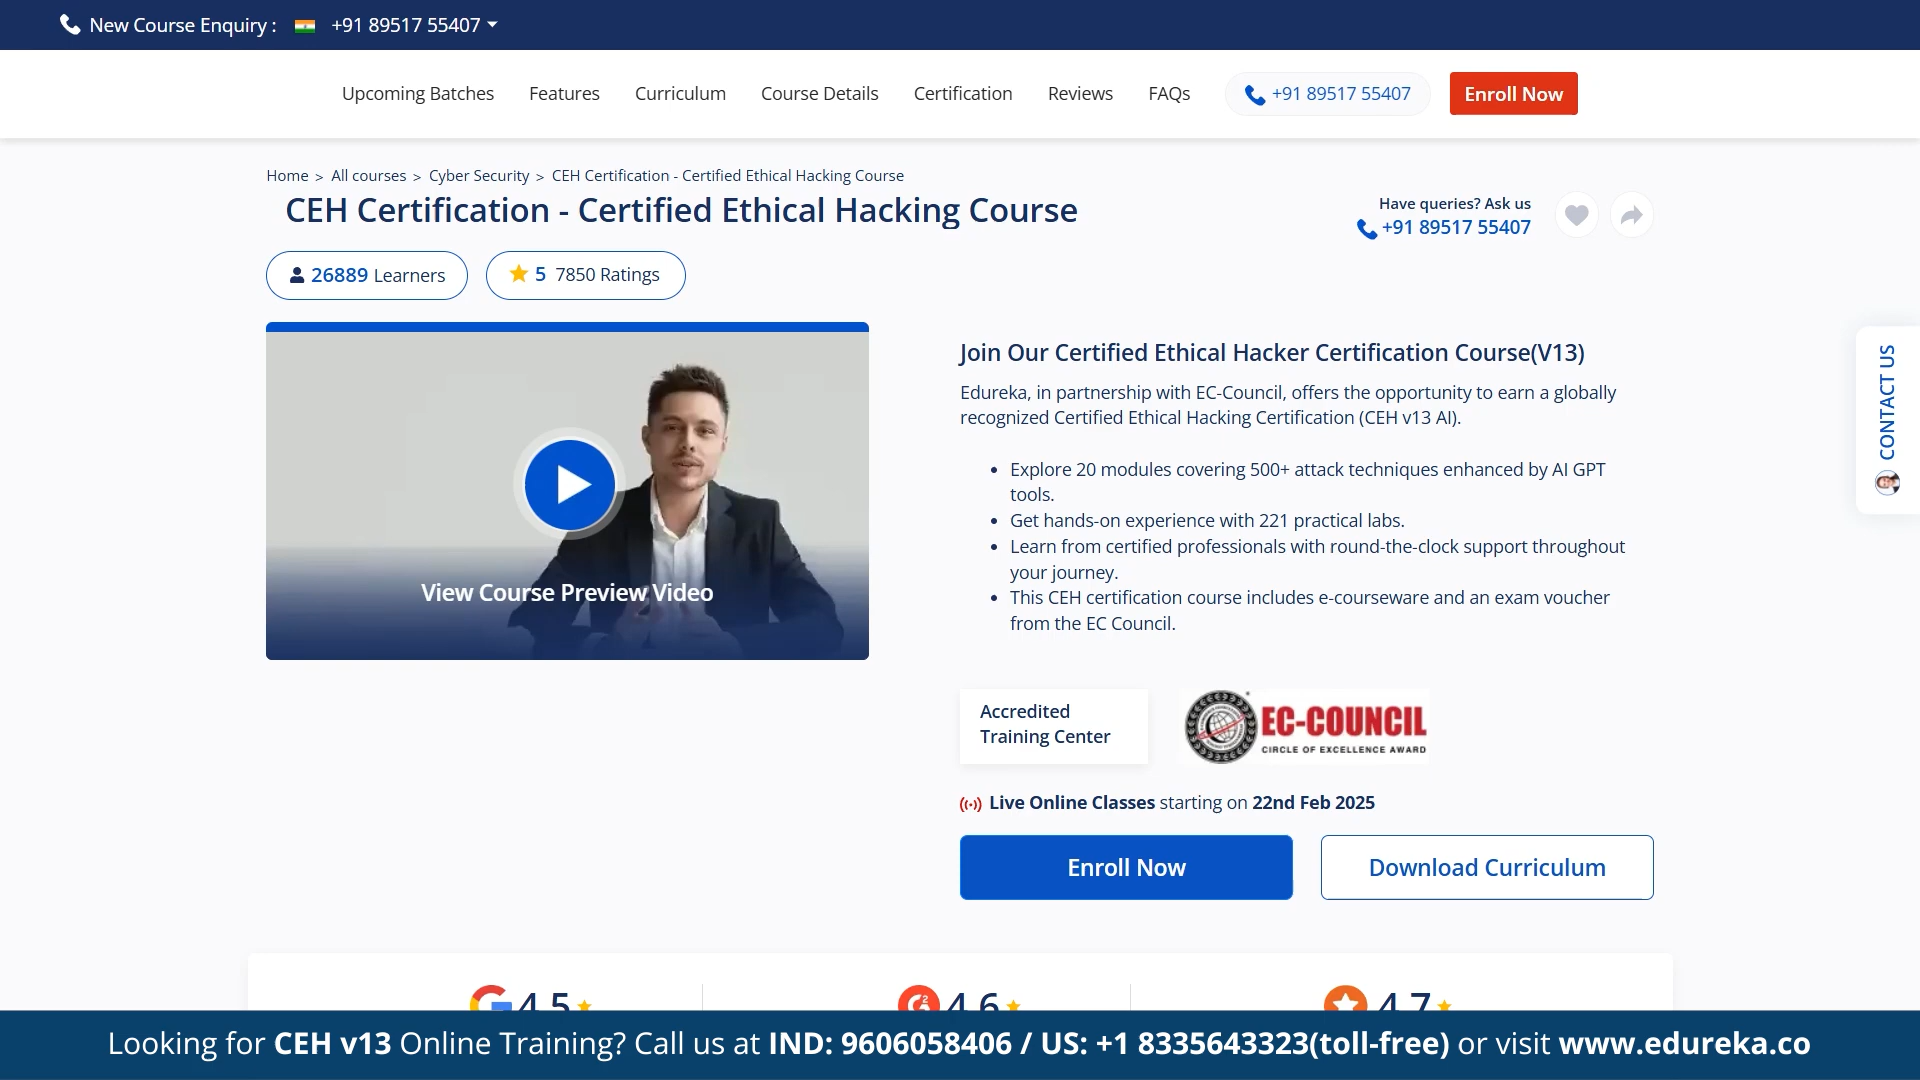 New Course Enquiry : +91 89517 55407
Upcoming Batches Features Curriculum Course Details Certification Reviews FAQs +91 89517 55407 Enroll Now
Home > All courses > Cyber Security > CEH Certification - Certified Ethical Hacking Course
CEH Certification - Certified Ethical Hacking Course
Have queries? Ask us
+91 89517 55407
26889 Learners
5 7850 Ratings
View Course Preview Video
Join Our Certified Ethical Hacker Certification Course(V13)
Edureka, in partnership with EC-Council, offers the opportunity to earn a globally
recognized Certified Ethical Hacking Certification (CEH v13 AI).
• Explore 20 modules covering 500+ attack techniques enhanced by AI GPT
tools.
• Get hands-on experience with 221 practical labs.
• Learn from certified professionals with round-the-clock support throughout
your journey.
• This CEH certification course includes e-courseware and an exam voucher
from the EC Council.
CONTACT US
Accredited
Training Center
EC-COUNCIL
CIRCLE OF EXCELLENCE AWARD
Live Online Classes starting on 22nd Feb 2025
Enroll Now
Download Curriculum
4.5 4.6 4.7
Looking for CEH v13 Online Training? Call us at IND: 9606058406 / US: +1 8335643323(toll-free) or visit www.edureka.co